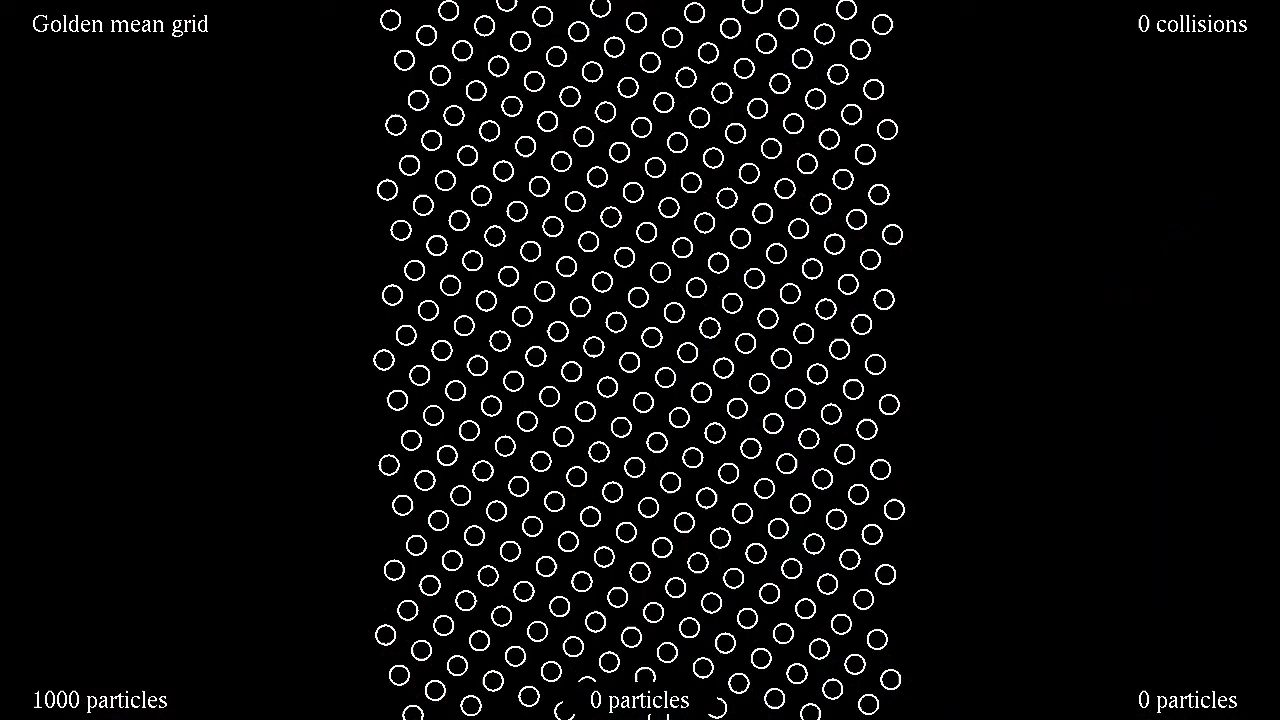 Golden mean grid
0 collisions
1000 particles
0 particles
0 particles